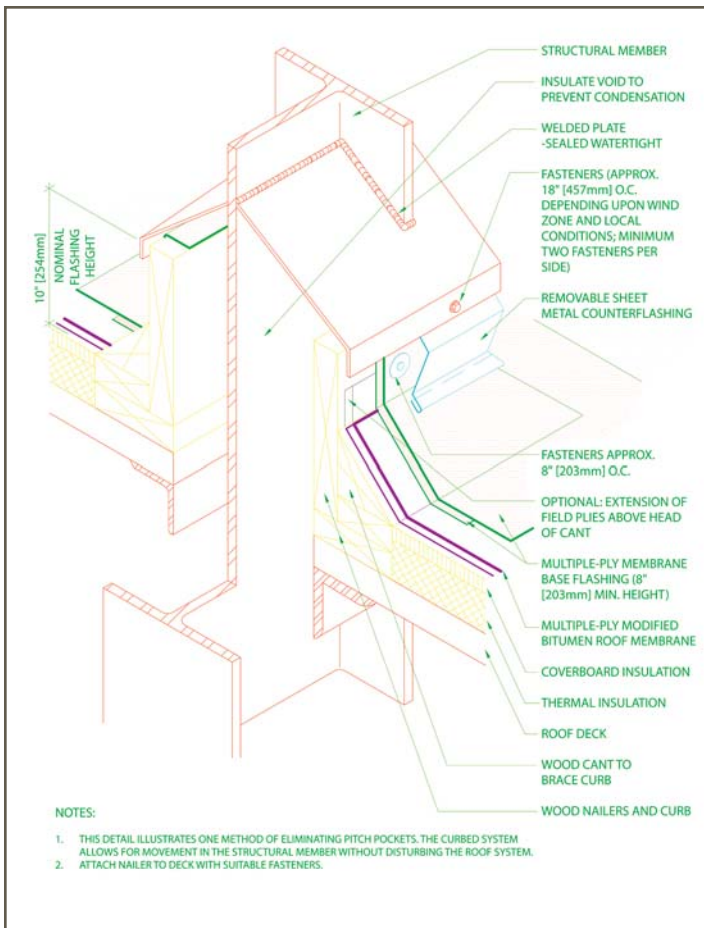 STRUCTURAL MEMBER
INSULATE VOID TO
PREVENT CONDENSATION
WELDED PLATE
-SEALED WATERTIGHT
FASTENERS (APPROX.
18" [457mm] O.C.
DEPENDING UPON WIND
ZONE AND LOCAL
CONDITIONS; MINIMUM
TWO FASTENERS PER
SIDE)
REMOVABLE SHEET
METAL COUNTERFLASHING
10" [254mm]
NOMINAL
FLASHING
HEIGHT
FASTENERS APPROX.
8" [203mm] O.C.
OPTIONAL: EXTENSION OF
FIELD PLIES ABOVE HEAD
OF CANT
MULTIPLE-PLY MEMBRANE
BASE FLASHING (8"
[203mm] MIN. HEIGHT)
MULTIPLE-PLY MODIFIED
BITUMEN ROOF MEMBRANE
COVERBOARD INSULATION
THERMAL INSULATION
ROOF DECK
WOOD CANT TO
BRACE CURB
WOOD NAILERS AND CURB
NOTES:
1. THIS DETAIL ILLUSTRATES ONE METHOD OF ELIMINATING PITCH POCKETS. THE CURBED SYSTEM
ALLOWS FOR MOVEMENT IN THE STRUCTURAL MEMBER WITHOUT DISTURBING THE ROOF SYSTEM.
2. ATTACH NAILER TO DECK WITH SUITABLE FASTENERS.